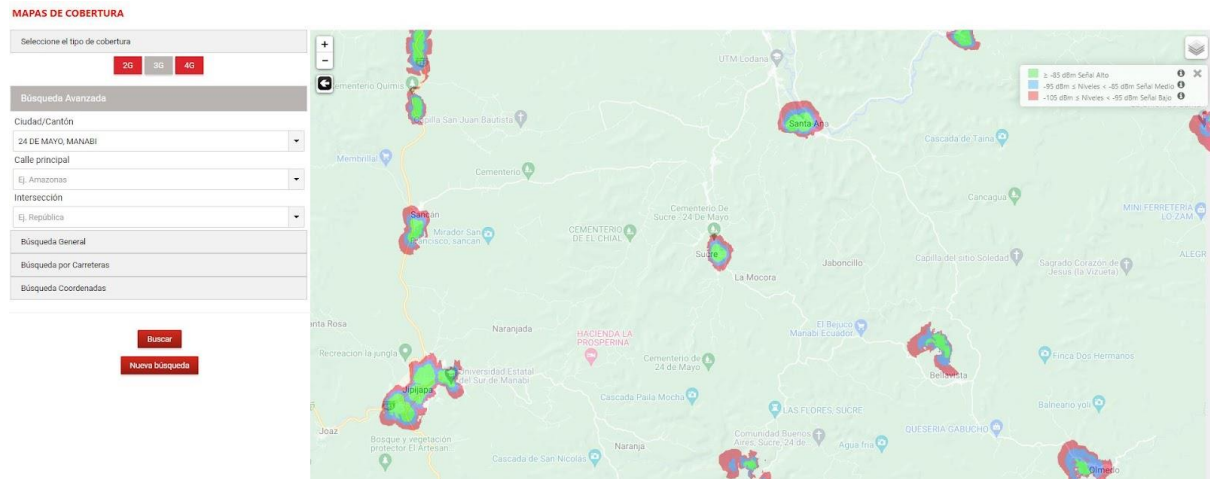 MAPAS DE COBERTURA
Seleccione el tipo de cobertura
2G 3G 4G
Búsqueda Avanzada
Ciudad/Cantón
24 DE MAYO, MANABI
Calle principal
Ej. Amazonas
Intersección
Ej. República
Búsqueda General
Búsqueda por Carreteras
Búsqueda Coordenadas
Buscar
Nueva búsqueda
+
-
≥ -85 dBm Señal Alto
-95 dBm ≤ Niveles < -85 dBm Señal Medio
-105 dBm ≤ Niveles < -95 dBm Señal Bajo
UTM Lodana
Cementerio Quimis
Capilla San Juan Bautista
Santa Ana
Cascada de Taina
Membrillal
Cementerio
Cancagua
MINI FERRETERIA
LO ZAM
Sancan
Cementerio De
Sucre - 24 De Mayo
Mirador San
Francisco, sancan
CEMENTERIO
DE EL CHIAL
Sucre
La Mocora
Jaboncillo
Capilla del sitio Soledad
Sagrado Corazón de
Jesus (la Vizueta)
ALEGR
anta Rosa
Naranjada
HACIENDA LA
PROSPERINA
El Bejuco
Manabi Ecuador
Recreación la jungla
Cementerio de
24 de Mayo
Finca Dos Hermanos
Universidad Estatal
del Sur de Manabí
Jipijapa
Bellavista
Cascada Paila Mocha
LAS FLORES, SUCRE
Balneario yoli
Joaz
QUESERIA GABUCHO
Bosque y vegetación
protector El Artesan
Naranja
Comunidad Buenos
Aires, Sucre, 24 de
Agua fria
Cascada de San Nicolas
Olmedo